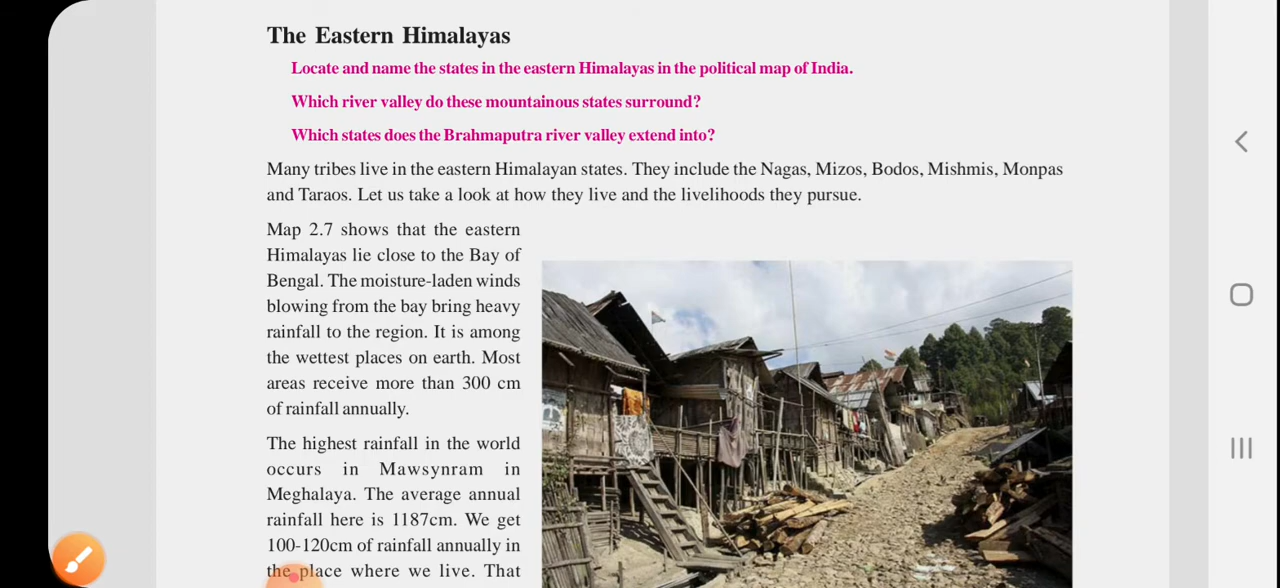 The Eastern Himalayas
Locate and name the states in the eastern Himalayas in the political map of India.
Which river valley do these mountainous states surround?
Which states does the Brahmaputra river valley extend into?
Many tribes live in the eastern Himalayan states. They include the Nagas, Mizos, Bodos, Mishmis, Monpas
and Taraos. Let us take a look at how they live and the livelihoods they pursue.
Map 2.7 shows that the eastern
Himalayas lie close to the Bay of
Bengal. The moisture-laden winds
blowing from the bay bring heavy
rainfall to the region. It is among
the wettest places on earth. Most
areas receive more than 300 cm
of rainfall annually.
The highest rainfall in the world
occurs in Mawsynram in
Meghalaya. The average annual
rainfall here is 1187cm. We get
100-120cm of rainfall annually in
the place where we live. That